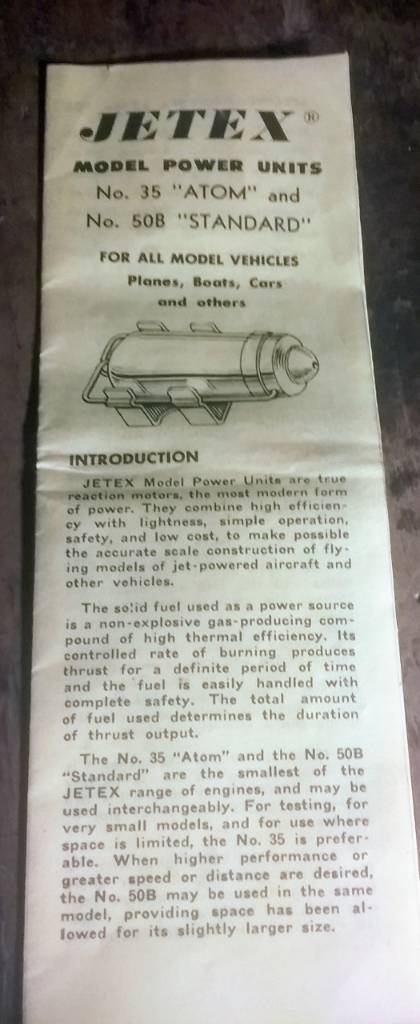 JETEX ®
MODEL POWER UNITS
No. 35 "ATOM" and
No. 50B "STANDARD"
FOR ALL MODEL VEHICLES
Planes, Boats, Cars
and others
INTRODUCTION
JETEX Model Power Units are true
reaction motors, the most modern form
of power. They combine high efficien-
cy with lightness, simple operation,
safety, and low cost, to make possible
the accurate scale construction of fly-
ing models of jet-powered aircraft and
other vehicles.
The solid fuel used as a power source
is a non-explosive gas-producing com-
pound of high thermal efficiency. Its
controlled rate of burning produces
thrust for a definite period of time
and the fuel is easily handled with
complete safety. The total amount
of fuel used determines the duration
of thrust output.
The No. 35 "Atom" and the No. 50B
"Standard" are the smallest of the
JETEX range of engines, and may be
used interchangeably. For testing, for
very small models, and for use where
space is limited, the No. 35 is prefer-
able. When higher performance or
greater speed or distance are desired,
the No. 50B may be used in the same
model, providing space has been al-
lowed for its slightly larger size.